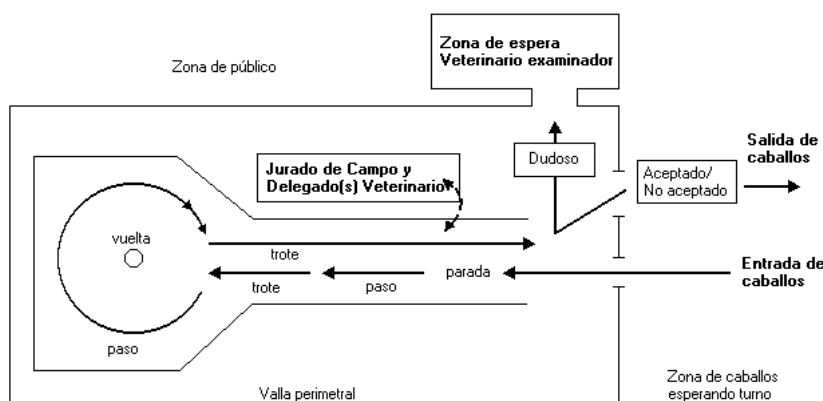 Zona de espera
Veterinario examinador
Zona de público
Jurado de Campo y
Delegado(s) Veterinario
Dudoso
Aceptado/
No aceptado
Salida de
caballos
vuelta
trote
trote
paso
parada
Entrada de
caballos
paso
Valla perimetral
Zona de caballos
esperando turno